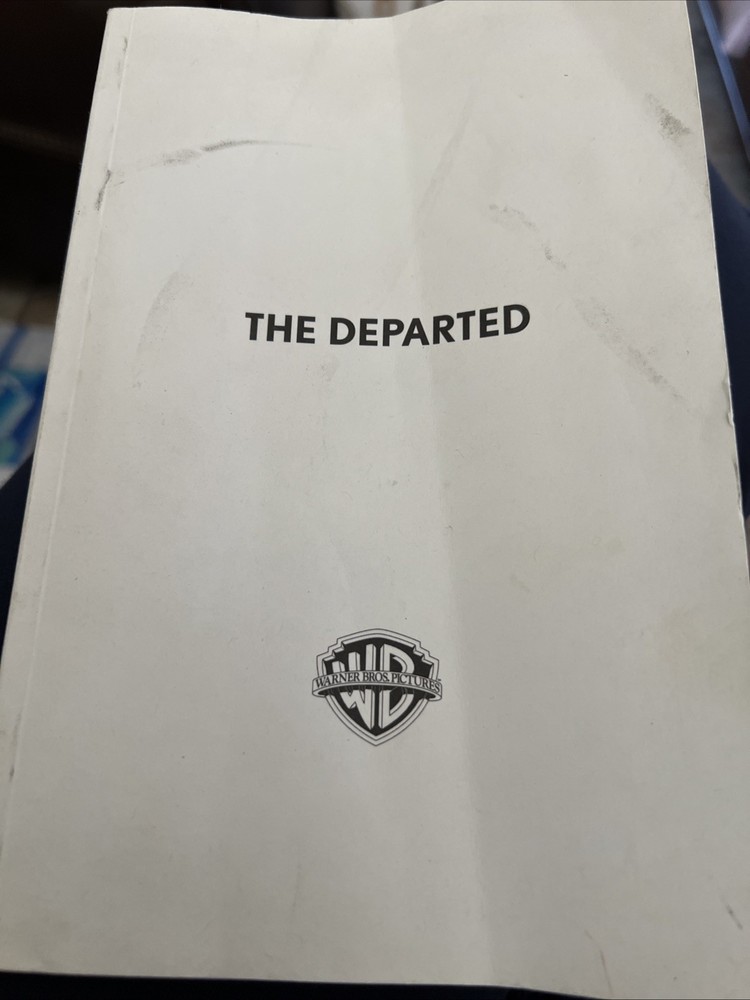 THE DEPARTED
WB
WARNER BROS. PICTURES